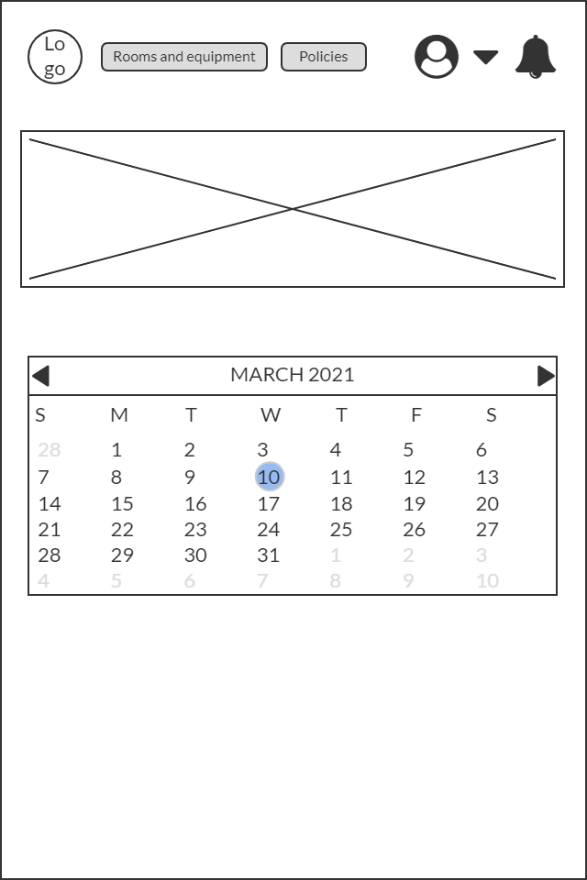 Lo
go
Rooms and equipment Policies
MARCH 2021
S M T W T F S
28 1 2 3 4 5 6
7 8 9 10 11 12 13
14 15 16 17 18 19 20
21 22 23 24 25 26 27
28 29 30 31 1 2 3
4 5 6 7 8 9 10